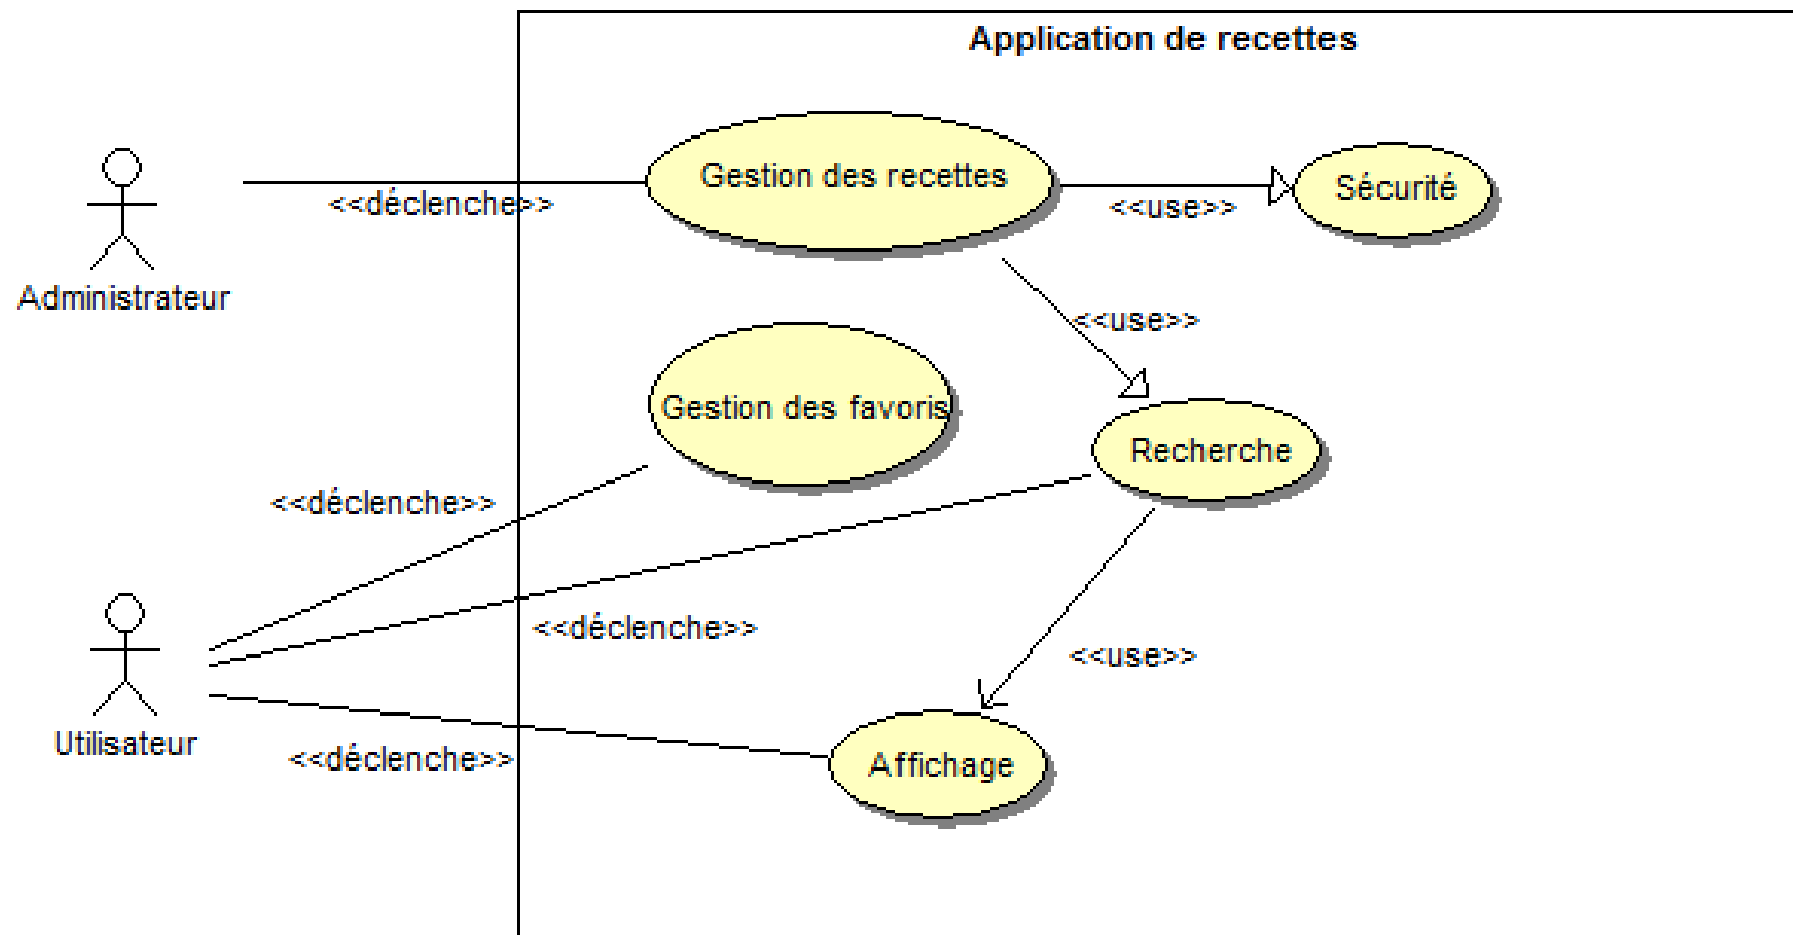 Application de recettes
Gestion des recettes
Sécurité
<<déclenche>>
<<use>>
Administrateur
<<use>>
Gestion des favoris
Recherche
<<déclenche>>
<<déclenche>>
<<use>>
Utilisateur
<<déclenche>>
Affichage